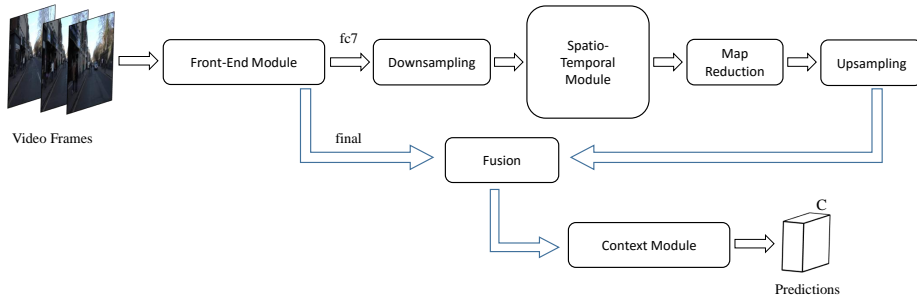 fc7
Front-End Module
Downsampling
Spatio-
Temporal
Module
Map
Reduction
Upsampling
Video Frames
final
Fusion
C
Context Module
Predictions